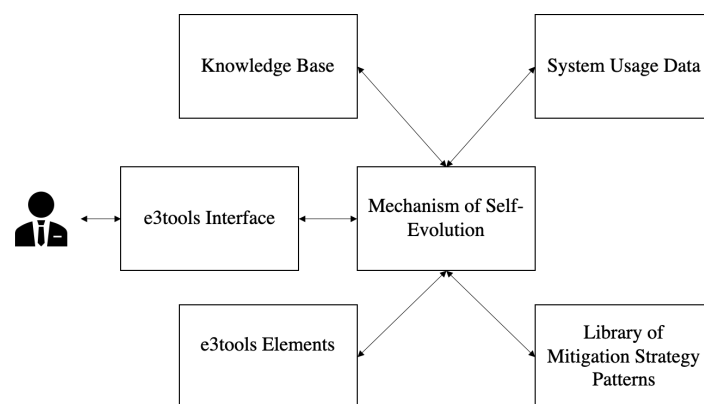 Knowledge Base
System Usage Data
e3tools Interface
Mechanism of Self-
Evolution
e3tools Elements
Library of
Mitigation Strategy
Patterns